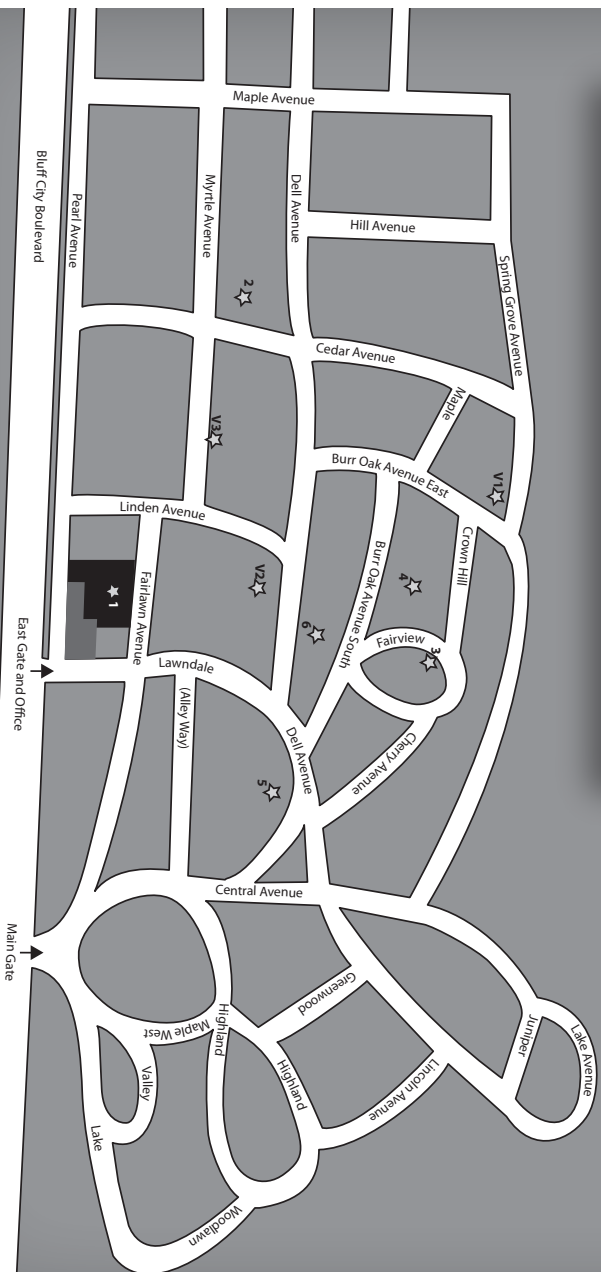 Maple Avenue
Bluff City Boulevard
Pearl Avenue
Myrtle Avenue
Dell Avenue
Hill Avenue
Spring Grove Avenue
2
Cedar Avenue
Maple
V3
Burr Oak Avenue East
V1
Linden Avenue
Crown Hill
1
Fairlawn Avenue
V2
Burr Oak Avenue South
4
6
Fairview
3
East Gate and Office
Lawndale
(Alley Way)
Dell Avenue
Cherry Avenue
5
Central Avenue
Main Gate
Greenwood
Highland
Maple West
Juniper
Lake Avenue
Valley
Highland
Lincoln Avenue
Lake
Woodlawn